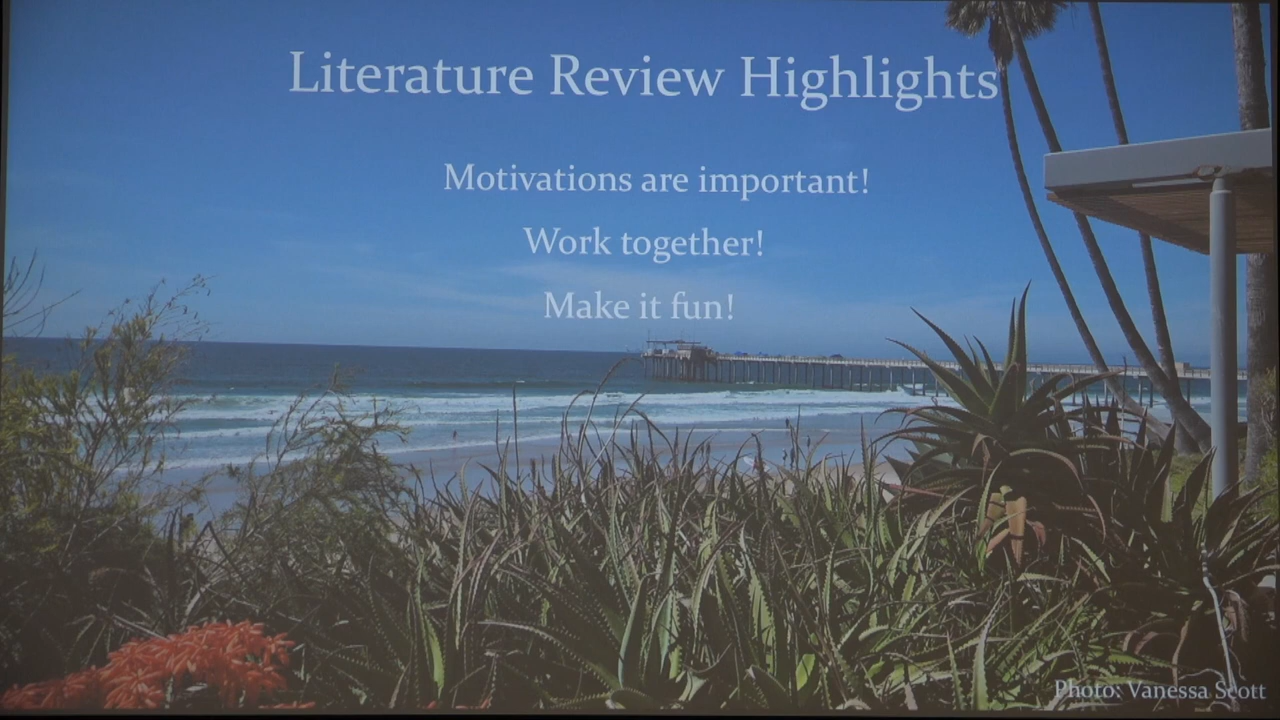 Literature Review Highlights
Motivations are important!
Work together!
Make it fun!
Photo: Vanessa Scott